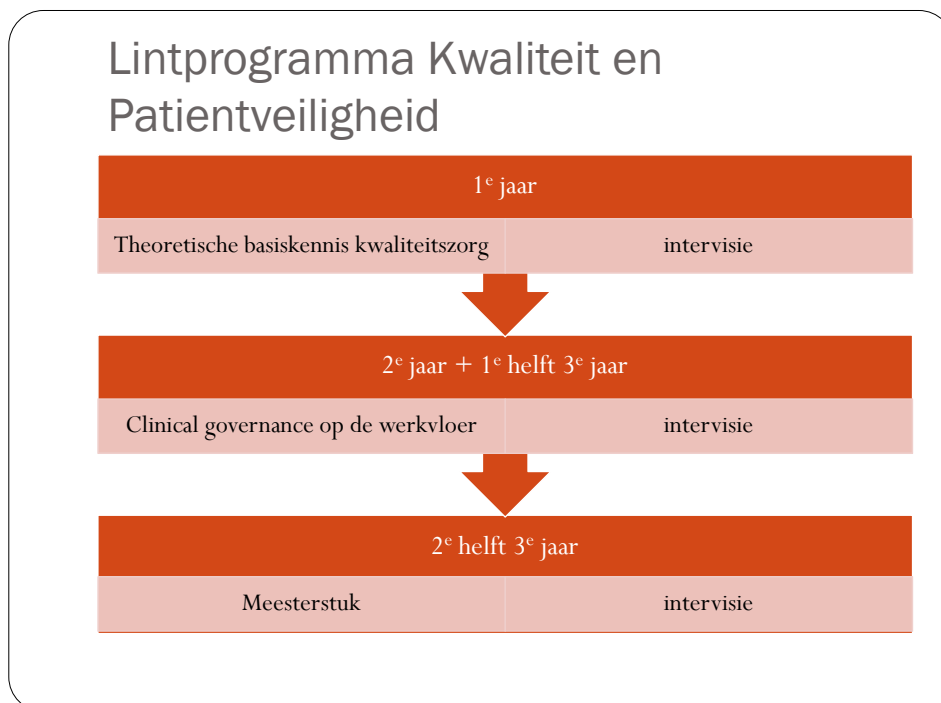 Lintprogramma Kwaliteit en
Patientveiligheid
1e jaar
Theoretische basiskennis kwaliteitszorg
intervisie
2e jaar + 1e helft 3e jaar
Clinical governance op de werkvloer
intervisie
2e helft 3e jaar
Meesterstuk
intervisie